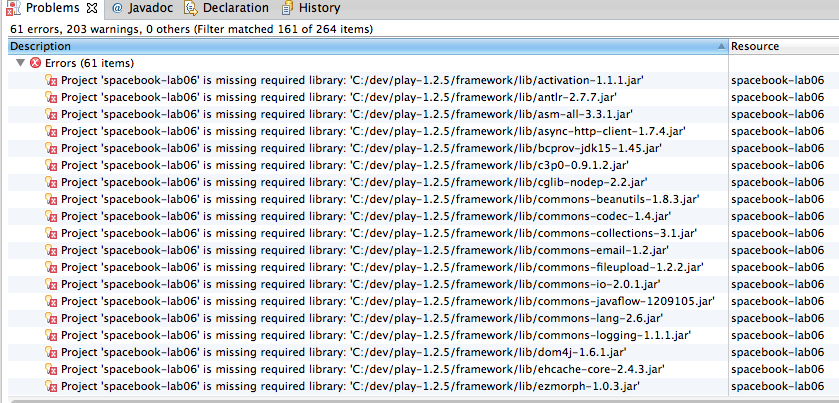 Problems @ Javadoc Declaration History
61 errors, 203 warnings, 0 others (Filter matched 161 of 264 items)
Description Resource
Errors (61 items)
Project 'spacebook-lab06' is missing required library: 'C:/dev/play-1.2.5/framework/lib/activation-1.1.1.jar' spacebook-lab06
Project 'spacebook-lab06' is missing required library: 'C:/dev/play-1.2.5/framework/lib/antlr-2.7.7.jar' spacebook-lab06
Project 'spacebook-lab06' is missing required library: 'C:/dev/play-1.2.5/framework/lib/asm-all-3.3.1.jar' spacebook-lab06
Project 'spacebook-lab06' is missing required library: 'C:/dev/play-1.2.5/framework/lib/async-http-client-1.7.4.jar' spacebook-lab06
Project 'spacebook-lab06' is missing required library: 'C:/dev/play-1.2.5/framework/lib/bcprov-jdk15-1.45.jar' spacebook-lab06
Project 'spacebook-lab06' is missing required library: 'C:/dev/play-1.2.5/framework/lib/c3p0-0.9.1.2.jar' spacebook-lab06
Project 'spacebook-lab06' is missing required library: 'C:/dev/play-1.2.5/framework/lib/cglib-nodep-2.2.jar' spacebook-lab06
Project 'spacebook-lab06' is missing required library: 'C:/dev/play-1.2.5/framework/lib/commons-beanutils-1.8.3.jar' spacebook-lab06
Project 'spacebook-lab06' is missing required library: 'C:/dev/play-1.2.5/framework/lib/commons-codec-1.4.jar' spacebook-lab06
Project 'spacebook-lab06' is missing required library: 'C:/dev/play-1.2.5/framework/lib/commons-collections-3.1.jar' spacebook-lab06
Project 'spacebook-lab06' is missing required library: 'C:/dev/play-1.2.5/framework/lib/commons-email-1.2.jar' spacebook-lab06
Project 'spacebook-lab06' is missing required library: 'C:/dev/play-1.2.5/framework/lib/commons-fileupload-1.2.2.jar' spacebook-lab06
Project 'spacebook-lab06' is missing required library: 'C:/dev/play-1.2.5/framework/lib/commons-io-2.0.1.jar' spacebook-lab06
Project 'spacebook-lab06' is missing required library: 'C:/dev/play-1.2.5/framework/lib/commons-javaflow-1209105.jar' spacebook-lab06
Project 'spacebook-lab06' is missing required library: 'C:/dev/play-1.2.5/framework/lib/commons-lang-2.6.jar' spacebook-lab06
Project 'spacebook-lab06' is missing required library: 'C:/dev/play-1.2.5/framework/lib/commons-logging-1.1.1.jar' spacebook-lab06
Project 'spacebook-lab06' is missing required library: 'C:/dev/play-1.2.5/framework/lib/dom4j-1.6.1.jar' spacebook-lab06
Project 'spacebook-lab06' is missing required library: 'C:/dev/play-1.2.5/framework/lib/ehcache-core-2.4.3.jar' spacebook-lab06
Project 'spacebook-lab06' is missing required library: 'C:/dev/play-1.2.5/framework/lib/ezmorph-1.0.3.jar' spacebook-lab06